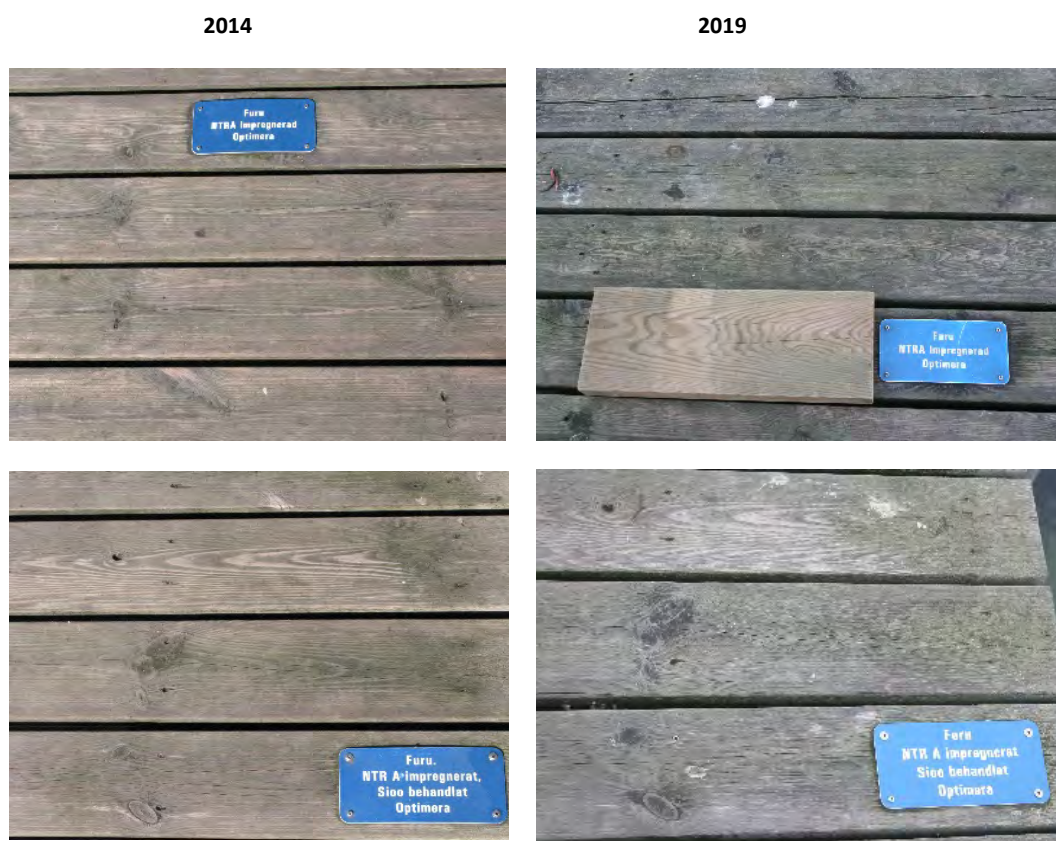 2014
2019
Furu
NTRA Impregnerad
Optimera
Furu
NTRA Impregnerad
Optimera
Furu.
NTR A-impregnerat,
Sioo behandlat
Optimera
Furu
NTR A impregnerat
Sioo behandlat
Optimera